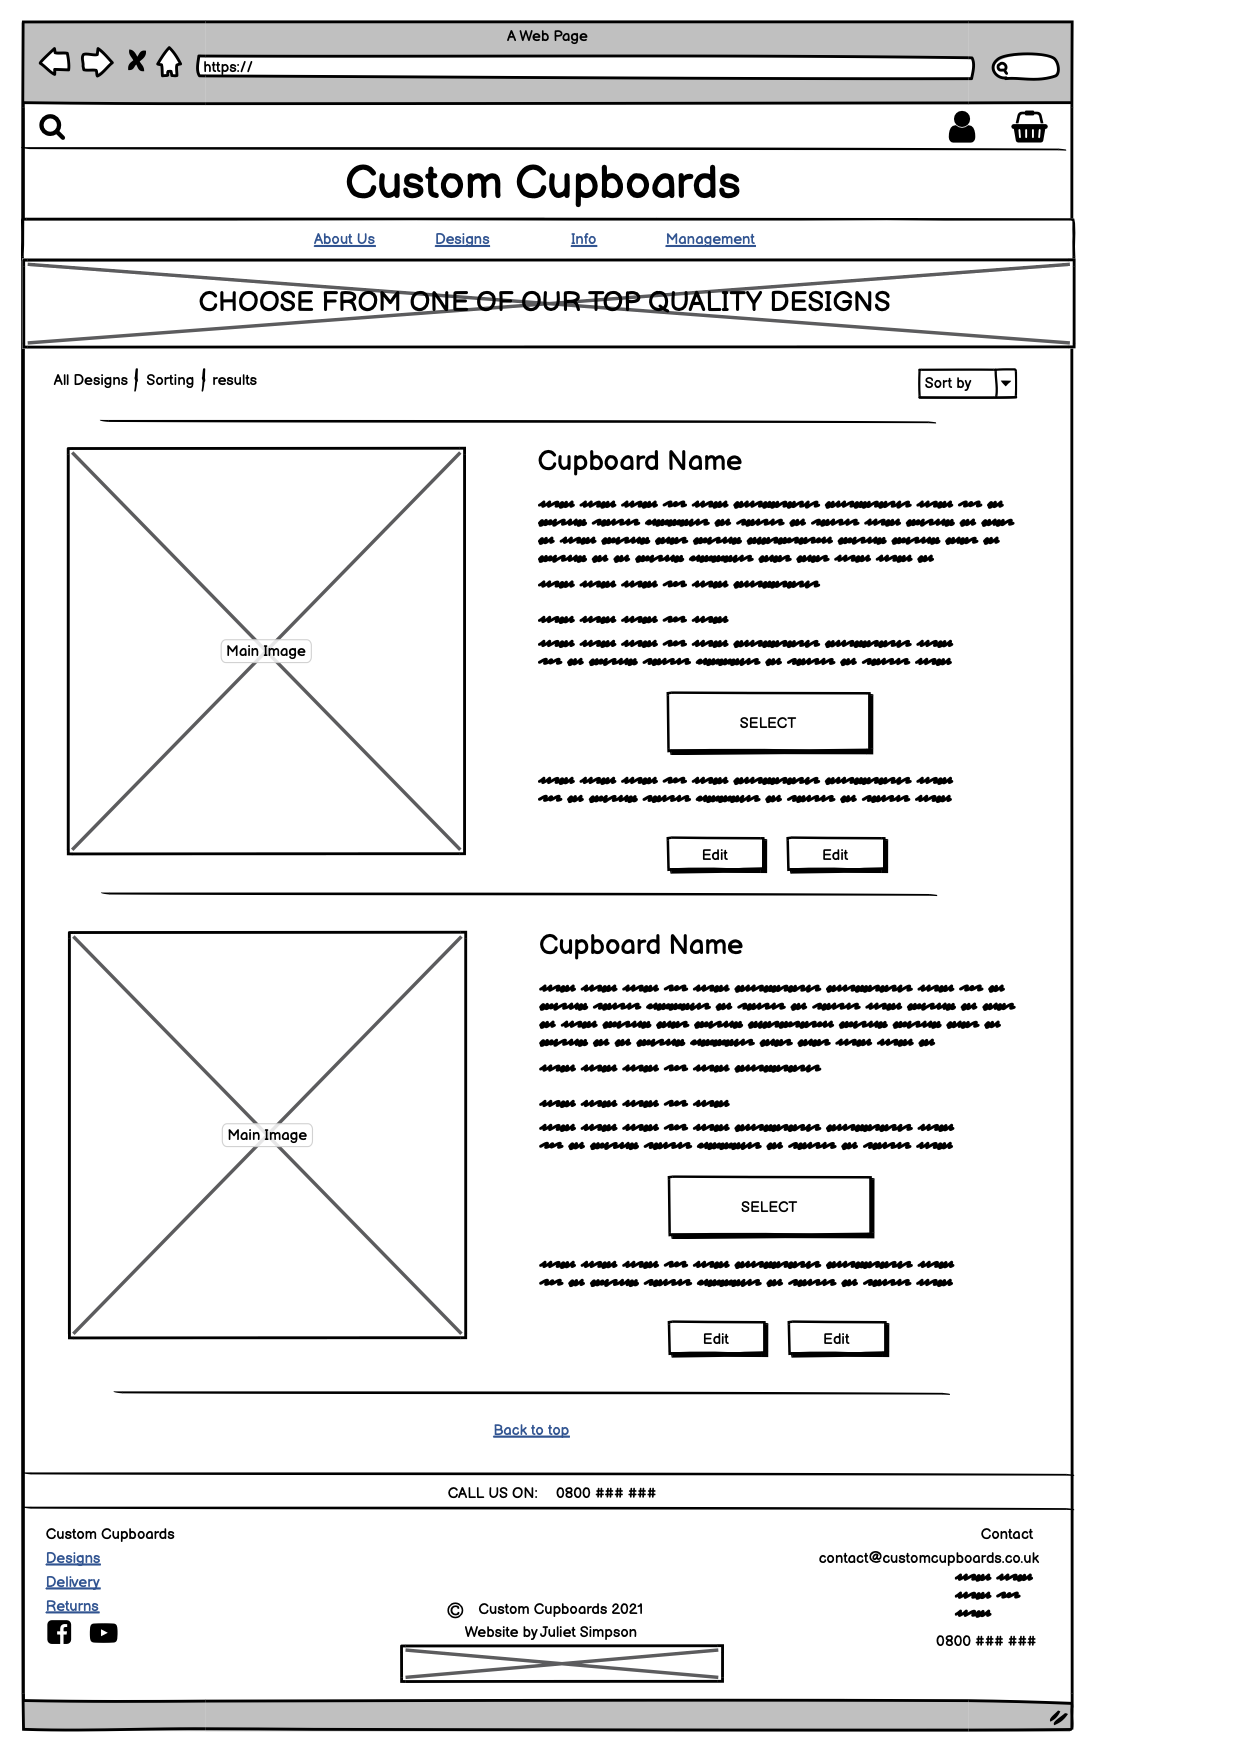 A Web Page
https://
Custom Cupboards
About Us Designs Info Management
CHOOSE FROM ONE OF OUR TOP QUALITY DESIGNS
All Designs Sorting results Sort by
Cupboard Name
Main Image
SELECT
Edit Edit
Cupboard Name
Main Image
SELECT
Edit Edit
Back to top
CALL US ON: 0800 ### ###
Custom Cupboards
Designs
Delivery
Returns
© Custom Cupboards 2021
Website by Juliet Simpson
Contact
contact@customcupboards.co.uk
0800 ### ###